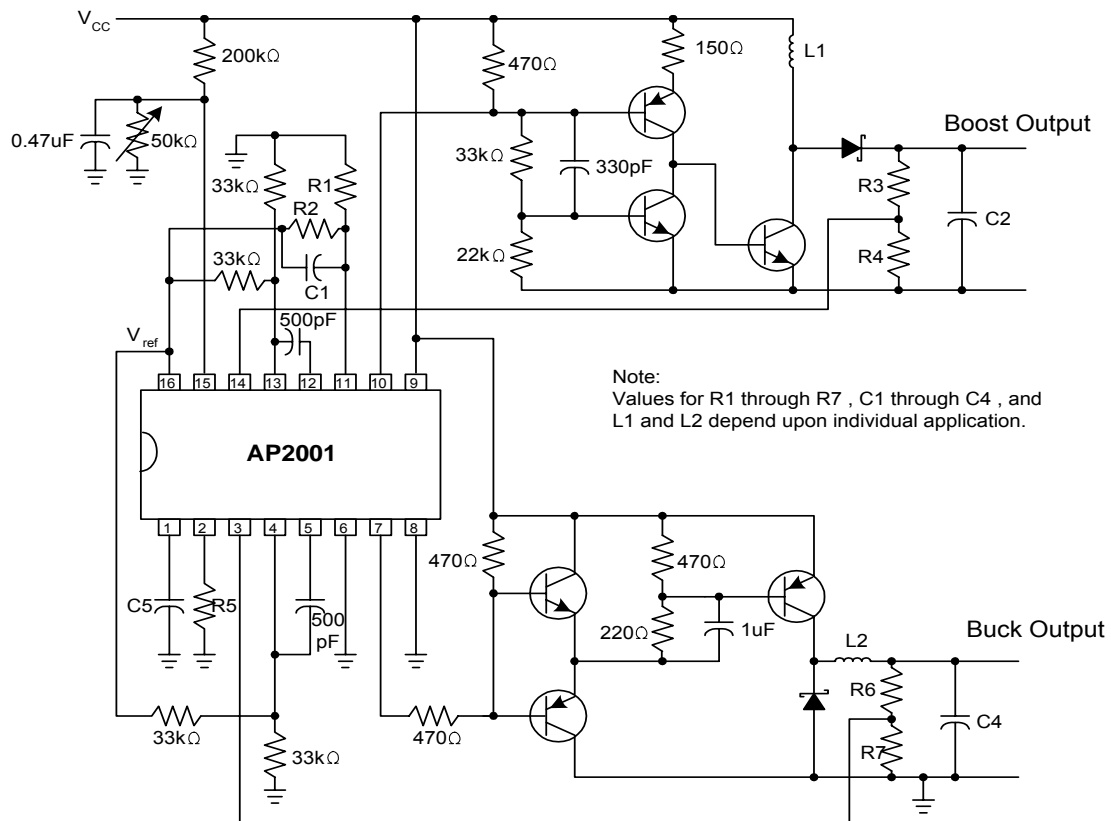 V_CC
200kΩ
470Ω
150Ω
L1
0.47uF
50kΩ
33kΩ
R1
33kΩ
330pF
Boost Output
R2
R3
C2
33kΩ
C1
22kΩ
R4
V_ref
500pF
16 15 14 13 12 11 10 9
Note:
Values for R1 through R7 , C1 through C4 , and
L1 and L2 depend upon individual application.
AP2001
1 2 3 4 5 6 7 8
470Ω
470Ω
C5
R5
500
pF
220Ω
1uF
L2
Buck Output
R6
C4
33kΩ
33kΩ
470Ω
R7